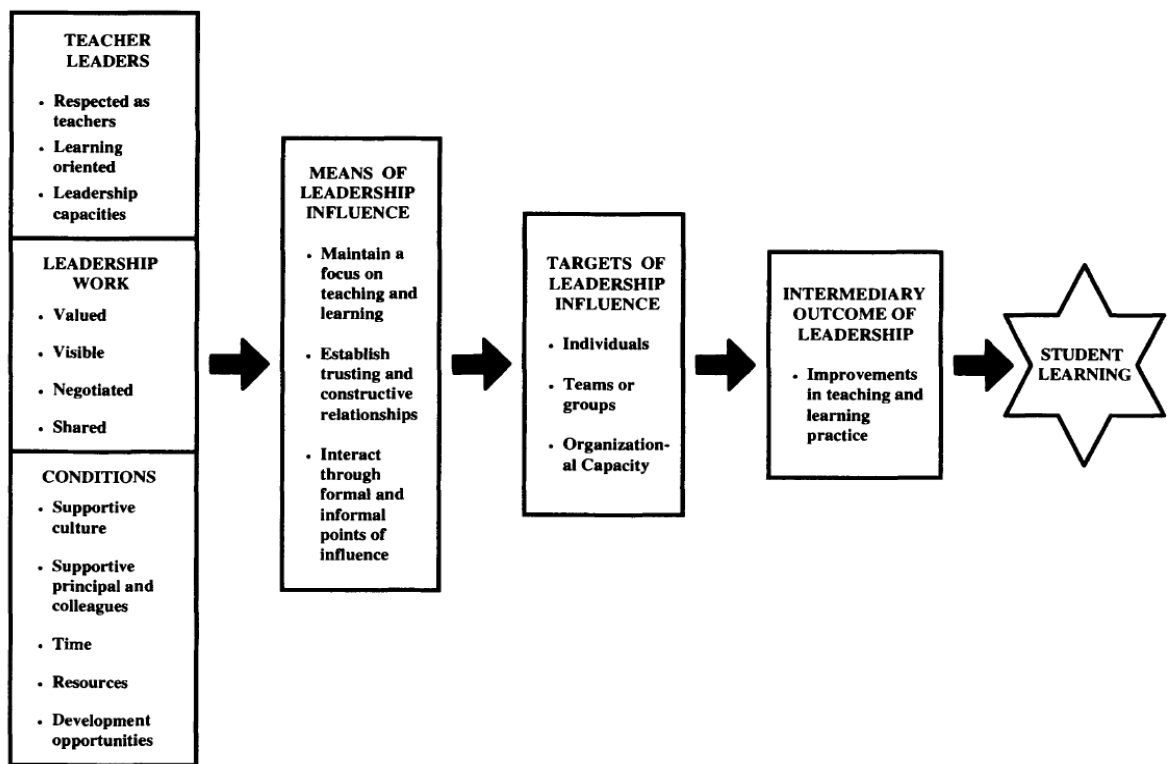 TEACHER
LEADERS
• Respected as
teachers
• Learning
oriented
• Leadership
capacities
LEADERSHIP
WORK
• Valued
• Visible
• Negotiated
• Shared
CONDITIONS
• Supportive
culture
• Supportive
principal and
colleagues
• Time
• Resources
• Development
opportunities
MEANS OF
LEADERSHIP
INFLUENCE
• Maintain a
focus on
teaching and
learning
• Establish
trusting and
constructive
relationships
• Interact
through
formal and
informal
points of
influence
TARGETS OF
LEADERSHIP
INFLUENCE
• Individuals
• Teams or
groups
• Organization-
al Capacity
INTERMEDIARY
OUTCOME OF
LEADERSHIP
• Improvements
in teaching and
learning
practice
STUDENT
LEARNING